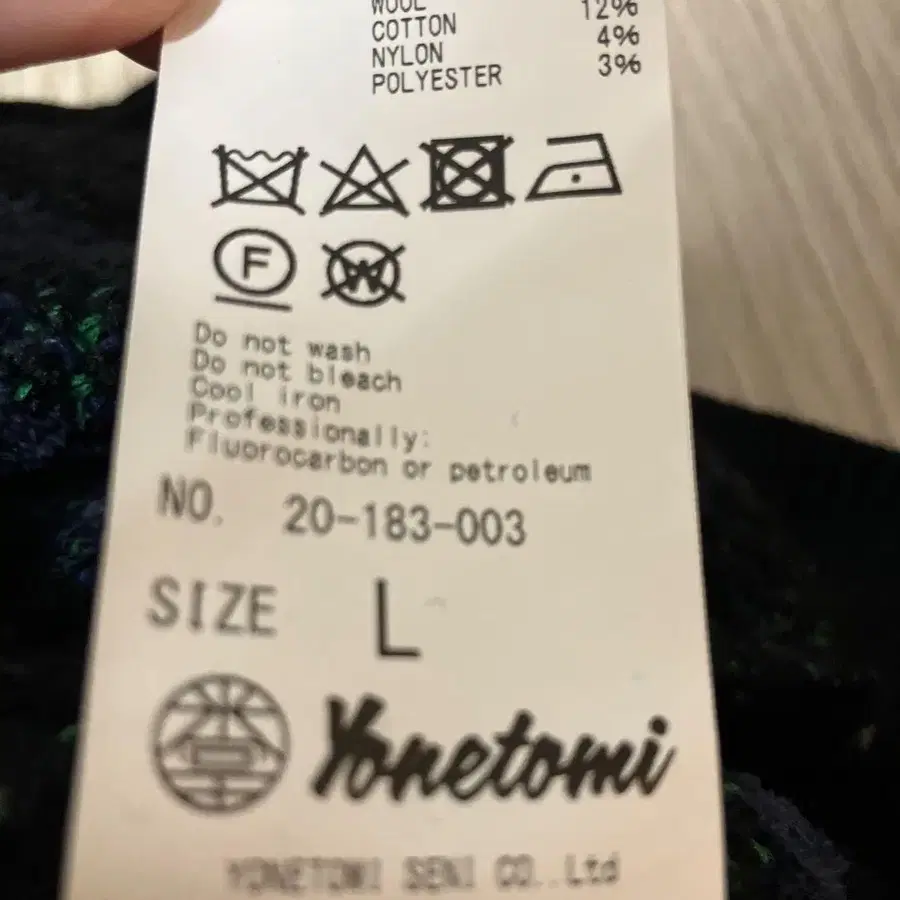 WOOL 12%
COTTON 4%
NYLON 3%
POLYESTER
F
W
Do not wash
Do not bleach
Cool iron
Professionally:
Fluorocarbon or petroleum
NO. 20-183-003
SIZE L
Yonetomi
YONETOMI SENI CO.,Ltd